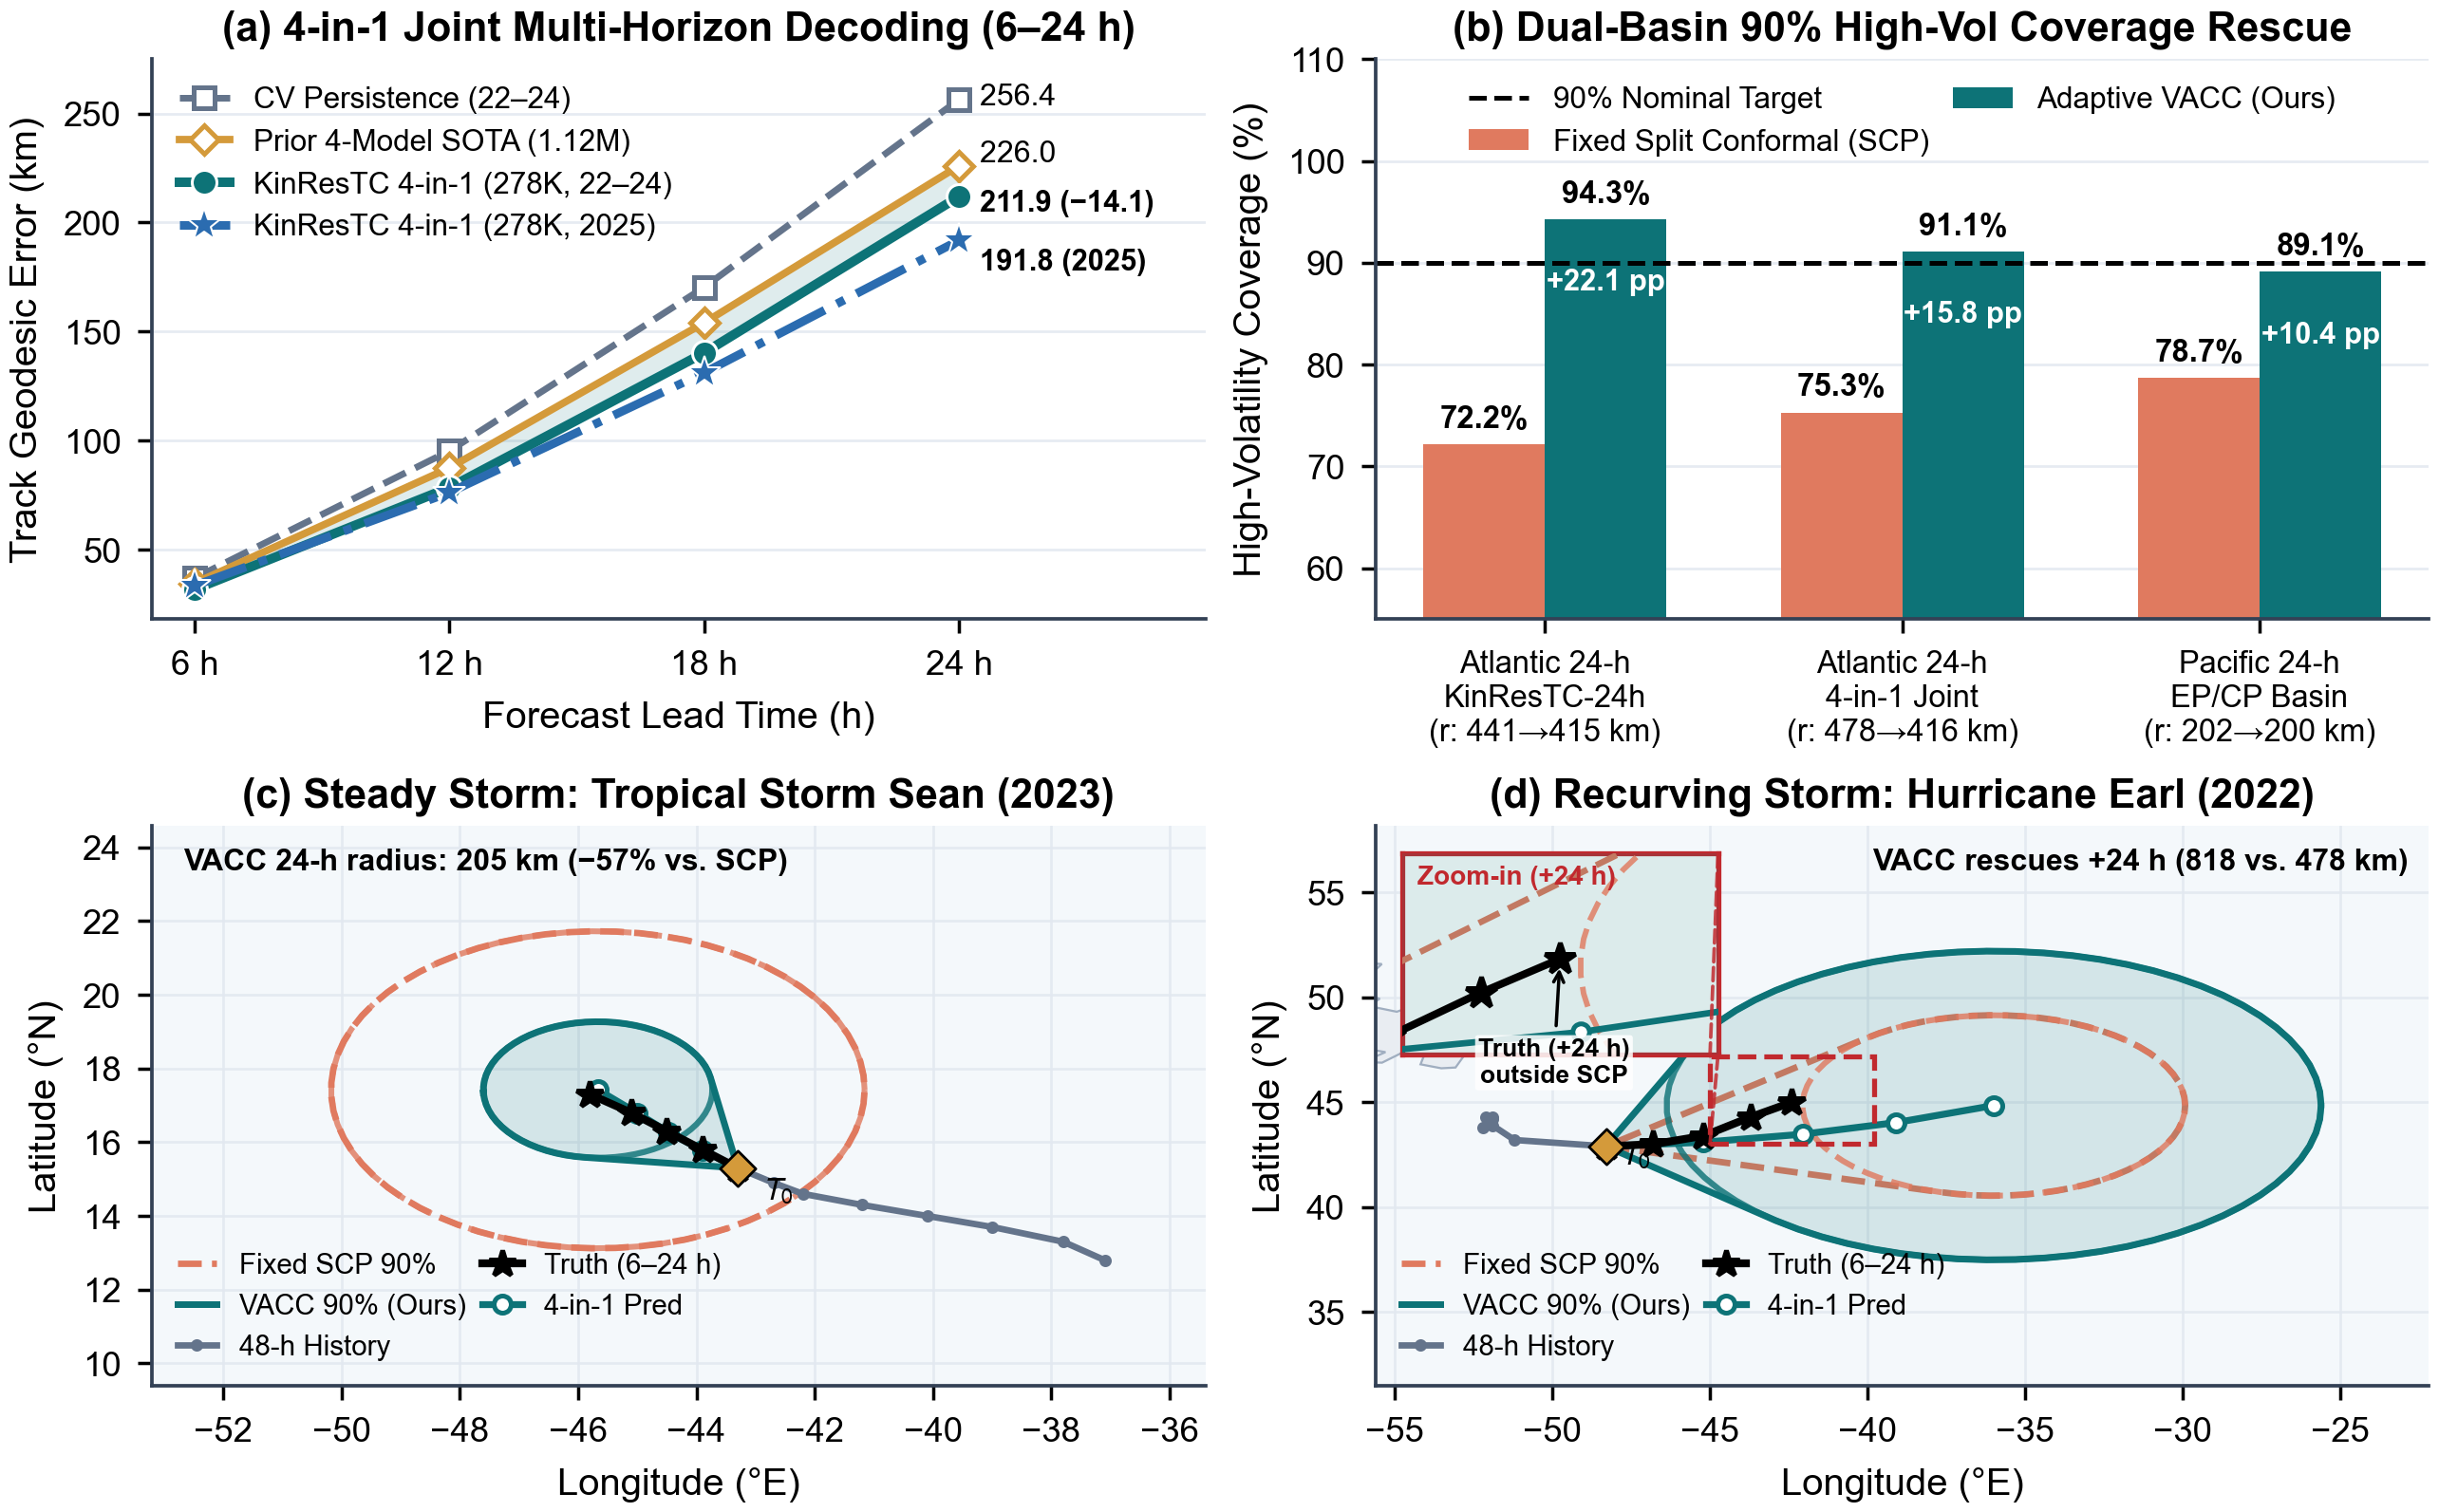 (a) 4-in-1 Joint Multi-Horizon Decoding (6–24 h)
Track Geodesic Error (km)
250
200
150
100
50
CV Persistence (22–24)
Prior 4-Model SOTA (1.12M)
KinResTC 4-in-1 (278K, 22–24)
KinResTC 4-in-1 (278K, 2025)
256.4
226.0
211.9 (−14.1)
191.8 (2025)
6 h
12 h
18 h
24 h
Forecast Lead Time (h)
(b) Dual-Basin 90% High-Vol Coverage Rescue
High-Volatility Coverage (%)
110
100
90
80
70
60
90% Nominal Target
Fixed Split Conformal (SCP)
Adaptive VACC (Ours)
72.2%
94.3%
+22.1 pp
75.3%
91.1%
+15.8 pp
78.7%
89.1%
+10.4 pp
Atlantic 24-h
KinResTC-24h
(r: 441→415 km)
Atlantic 24-h
4-in-1 Joint
(r: 478→416 km)
Pacific 24-h
EP/CP Basin
(r: 202→200 km)
(c) Steady Storm: Tropical Storm Sean (2023)
VACC 24-h radius: 205 km (−57% vs. SCP)
Latitude (°N)
24
22
20
18
16
14
12
10
T0
Fixed SCP 90%
VACC 90% (Ours)
48-h History
Truth (6–24 h)
4-in-1 Pred
−52
−50
−48
−46
−44
−42
−40
−38
−36
Longitude (°E)
(d) Recurving Storm: Hurricane Earl (2022)
VACC rescues +24 h (818 vs. 478 km)
Zoom-in (+24 h)
Truth (+24 h)
outside SCP
Latitude (°N)
55
50
45
40
35
T0
Fixed SCP 90%
VACC 90% (Ours)
48-h History
Truth (6–24 h)
4-in-1 Pred
−55
−50
−45
−40
−35
−30
−25
Longitude (°E)